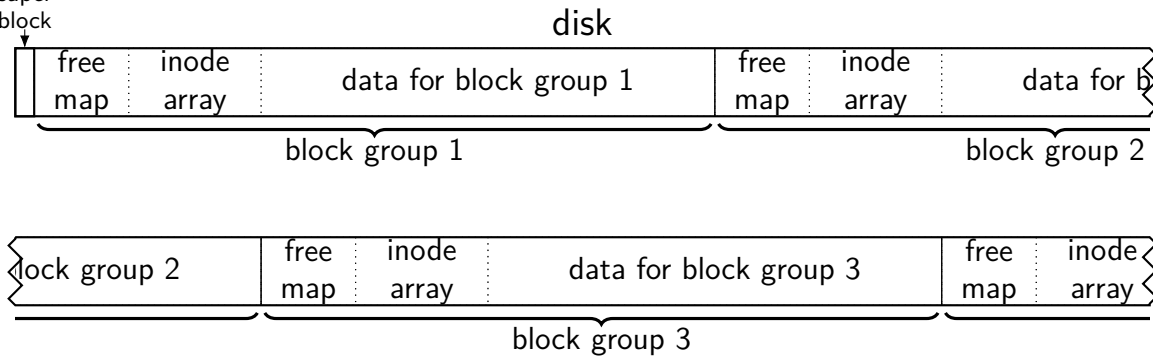 block
disk
free
map
inode
array
data for block group 1
free
map
inode
array
data for b
block group 1
block group 2
lock group 2
free
map
inode
array
data for block group 3
free
map
inode
array
block group 3